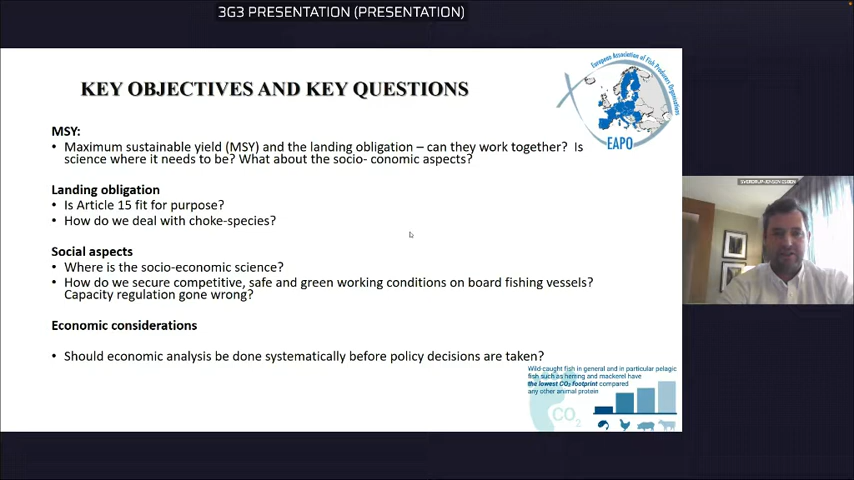 3G3 PRESENTATION (PRESENTATION)
KEY OBJECTIVES AND KEY QUESTIONS
European Association of Fish Producers Organisations
EAPO
MSY:
• Maximum sustainable yield (MSY) and the landing obligation – can they work together? Is
science where it needs to be? What about the socio- conomic aspects?
Landing obligation
• Is Article 15 fit for purpose?
• How do we deal with choke-species?
Social aspects
• Where is the socio-economic science?
• How do we secure competitive, safe and green working conditions on board fishing vessels?
Capacity regulation gone wrong?
Economic considerations
• Should economic analysis be done systematically before policy decisions are taken?
Wild caught fish in general and in particular pelagic
fish such as herring and mackerel have
the lowest CO₂ footprint compared
any other animal protein
CO₂